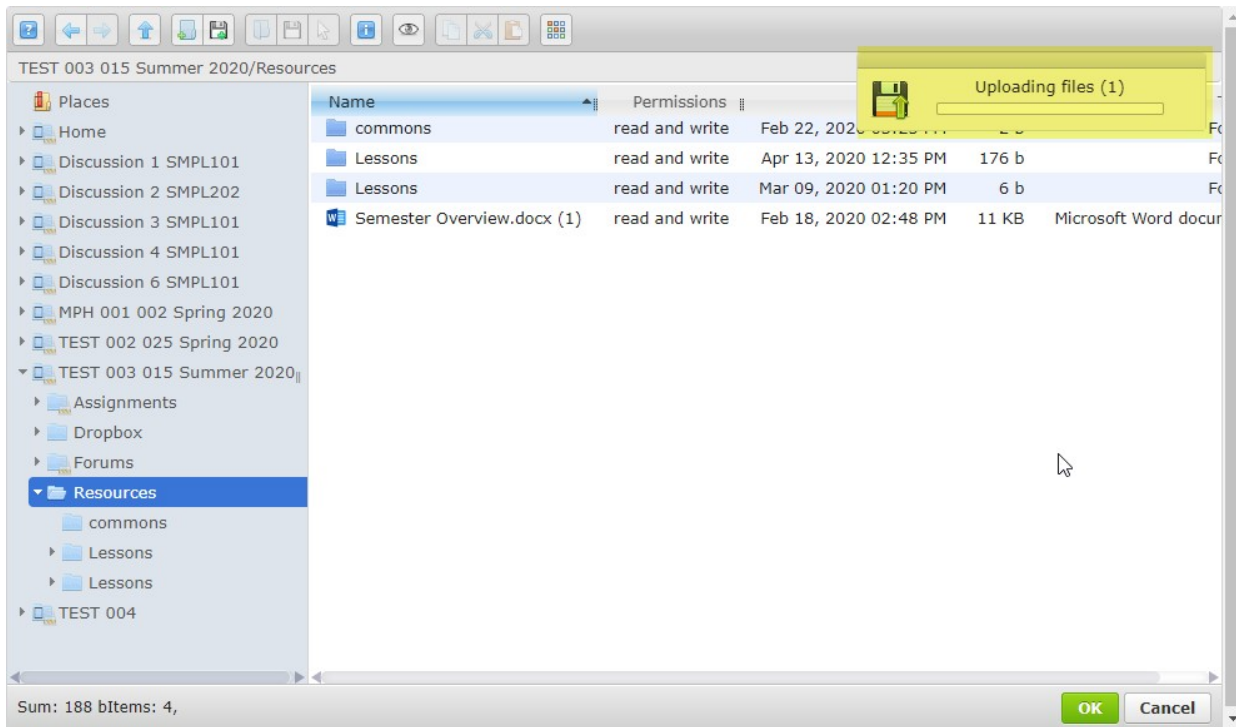 TEST 003 015 Summer 2020/Resources
Uploading files (1)
Places
Home
Discussion 1 SMPL101
Discussion 2 SMPL202
Discussion 3 SMPL101
Discussion 4 SMPL101
Discussion 6 SMPL101
MPH 001 002 Spring 2020
TEST 002 025 Spring 2020
TEST 003 015 Summer 2020
Assignments
Dropbox
Forums
Resources
commons
Lessons
Lessons
TEST 004
Name Permissions
commons read and write Feb 22,
Lessons read and write Apr 13, 2020 12:35 PM 176 b
Lessons read and write Mar 09, 2020 01:20 PM 6 b
Semester Overview.docx (1) read and write Feb 18, 2020 02:48 PM 11 KB Microsoft Word docu
Sum: 188 bItems: 4,
OK Cancel